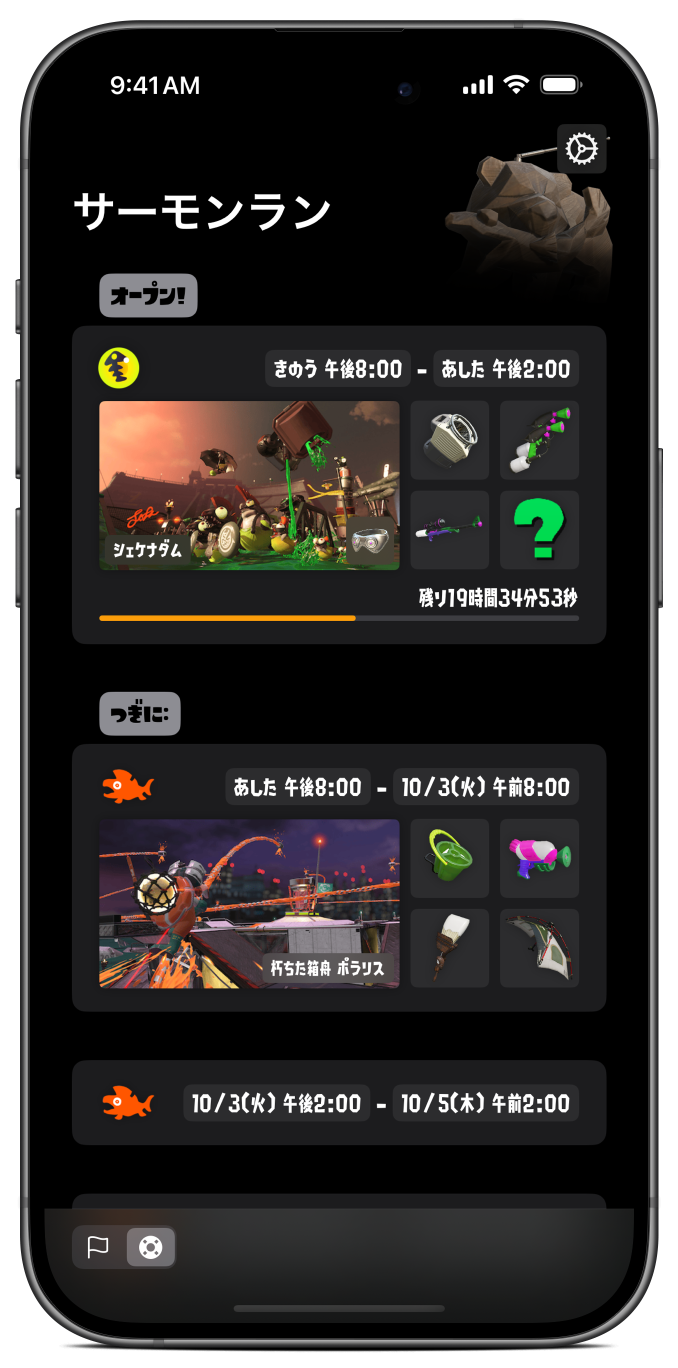 9:41 AM
サーモンラン
オープン!
きのう 午後8:00 - あした 午後2:00
シェケナダム
?
残り19時間34分53秒
つぎに:
あした 午後8:00 - 10/3(火) 午前8:00
朽ちた箱舟 ポラリス
10/3(火) 午後2:00 - 10/5(木) 午前2:00